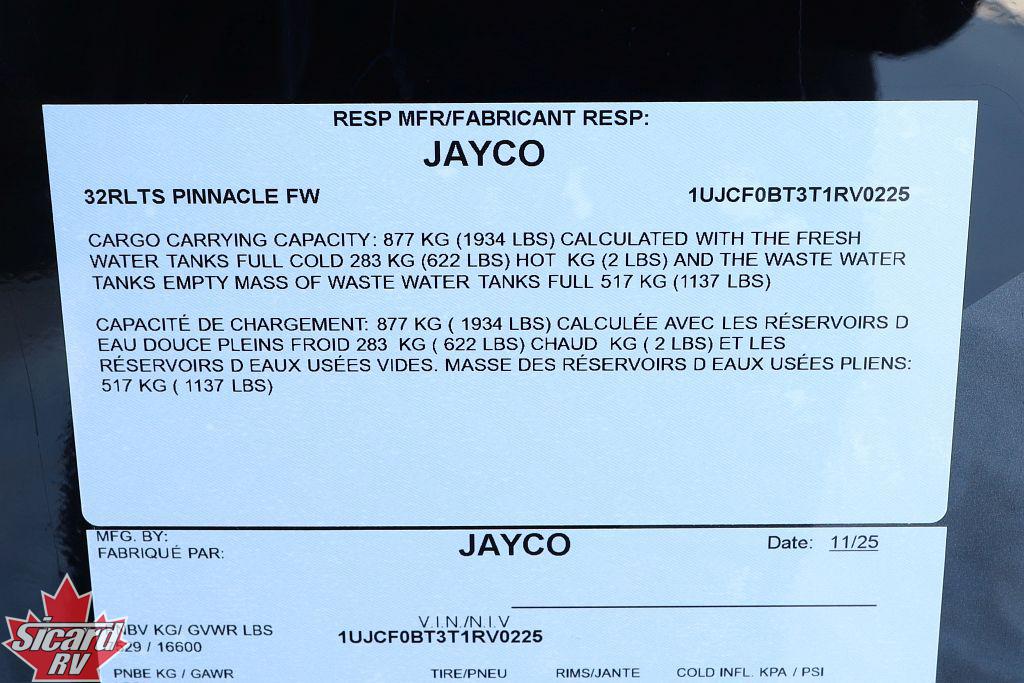 RESP MFR/FABRICANT RESP:
JAYCO
32RLTS PINNACLE FW 1UJCF0BT3T1RV0225
CARGO CARRYING CAPACITY: 877 KG (1934 LBS) CALCULATED WITH THE FRESH
WATER TANKS FULL COLD 283 KG (622 LBS) HOT KG (2 LBS) AND THE WASTE WATER
TANKS EMPTY MASS OF WASTE WATER TANKS FULL 517 KG (1137 LBS)
CAPACITÉ DE CHARGEMENT: 877 KG ( 1934 LBS) CALCULÉE AVEC LES RÉSERVOIRS D
EAU DOUCE PLEINS FROID 283 KG ( 622 LBS) CHAUD KG ( 2 LBS) ET LES
RÉSERVOIRS D EAUX USÉES VIDES. MASSE DES RÉSERVOIRS D EAUX USÉES PLIENS:
517 KG ( 1137 LBS)
MFG. BY:
FABRIQUÉ PAR:
JAYCO
Date: 11/25
V.I.N./N.I.V
1UJCF0BT3T1RV0225
KG/ GVWR LBS
/ 16600
PNBE KG / GAWR TIRE/PNEU RIMS/JANTE COLD INFL. KPA / PSI
Sicard
RV